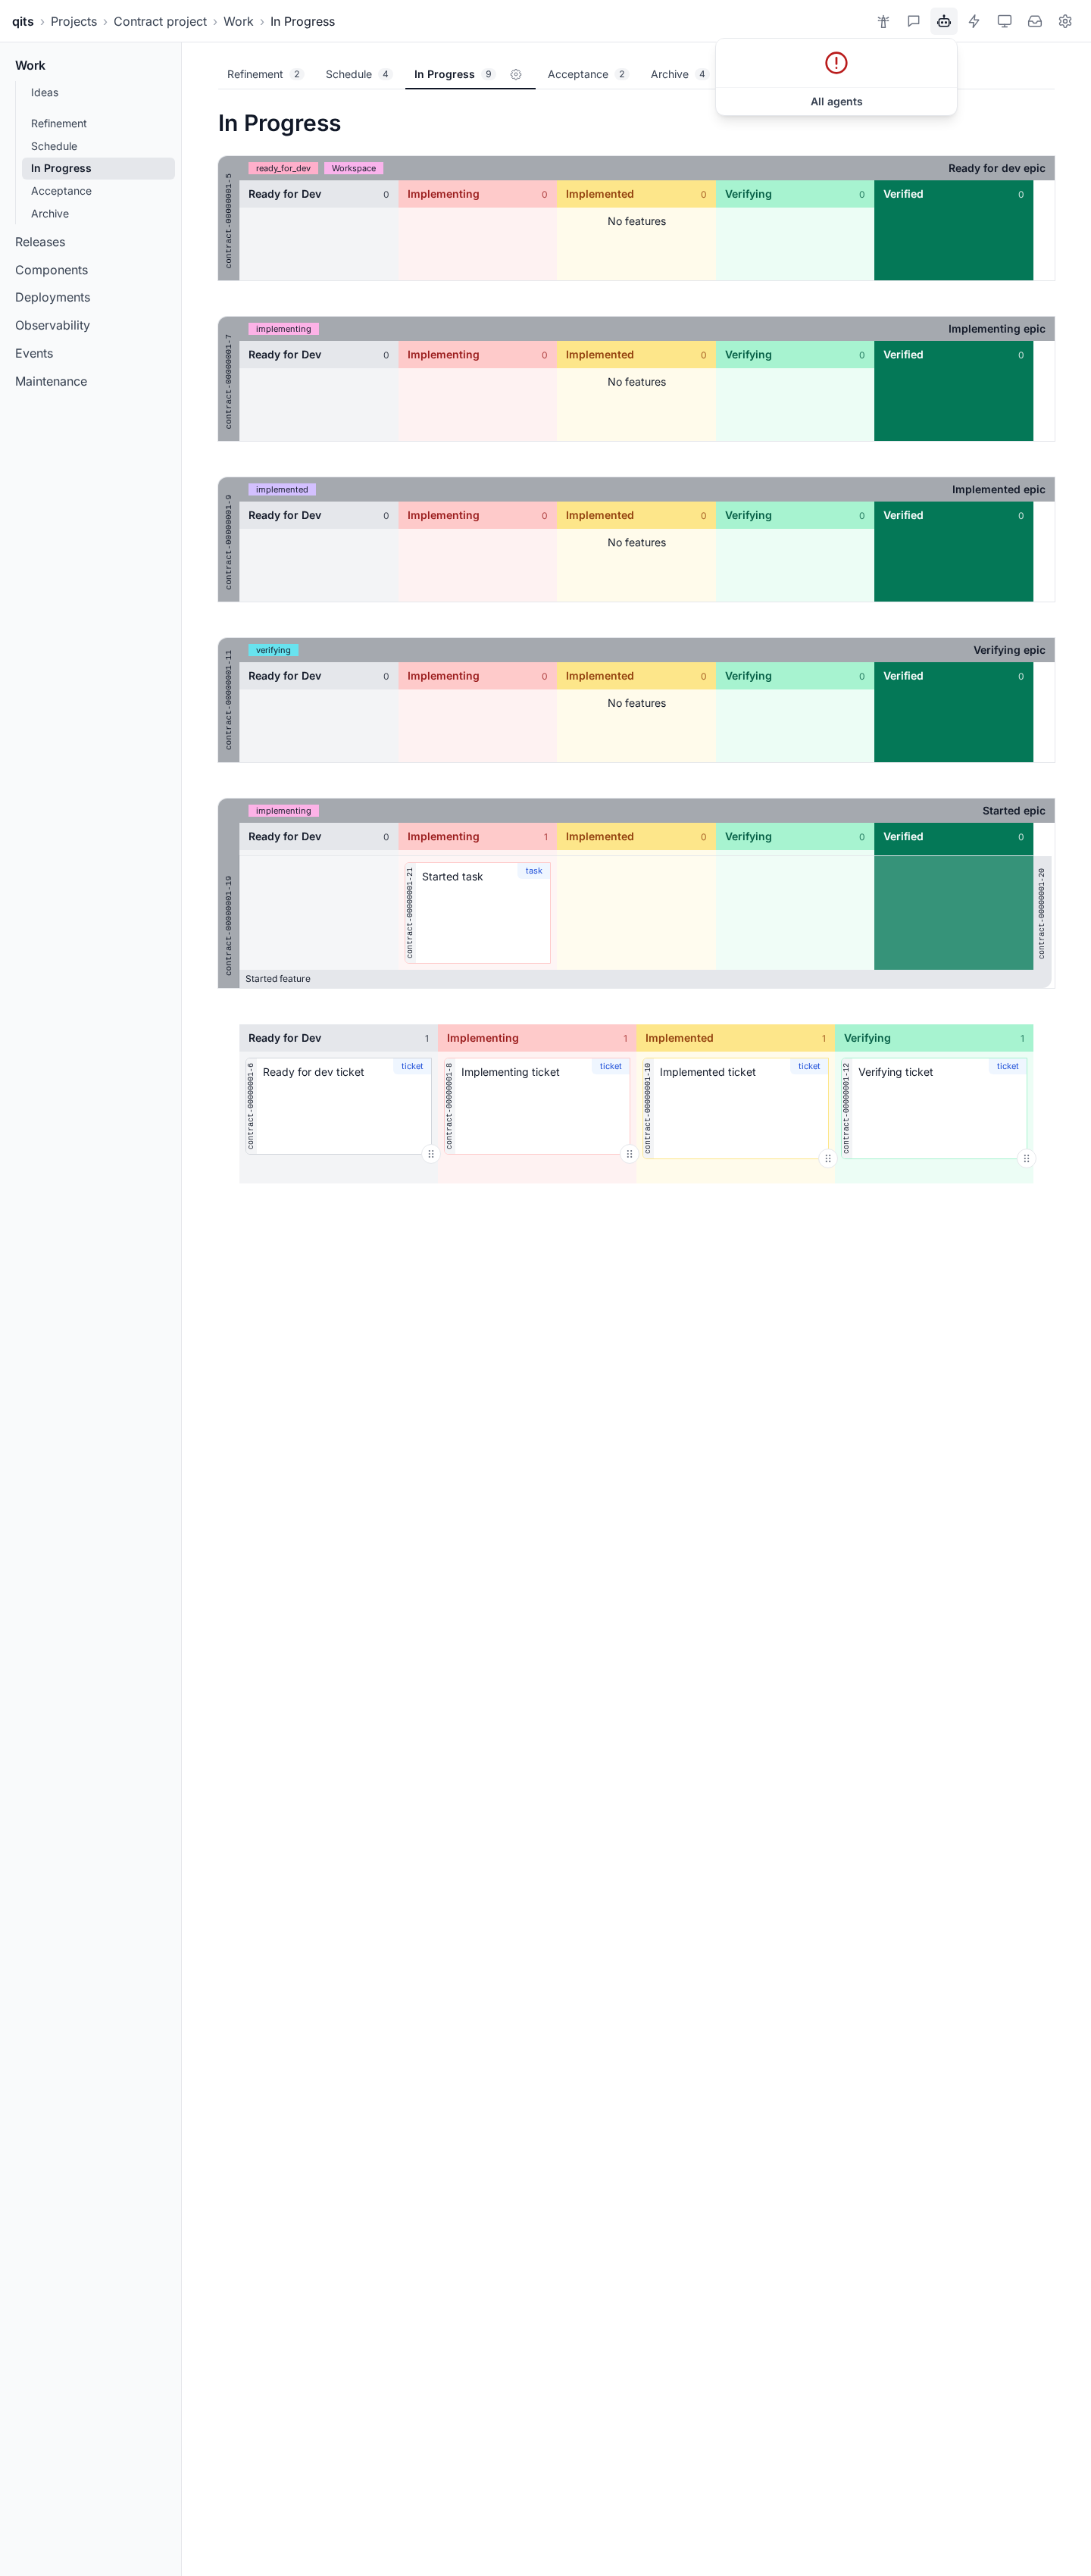 qits › Projects › Contract project › Work › In Progress
All agents
Work
Ideas
Refinement
Schedule
In Progress
Acceptance
Archive
Releases
Components
Deployments
Observability
Events
Maintenance
Refinement 2 Schedule 4 In Progress 9 Acceptance 2 Archive 4
In Progress
contract-00000001-5
ready_for_dev Workspace Ready for dev epic
Ready for Dev 0 Implementing 0 Implemented 0 Verifying 0 Verified 0
No features
contract-00000001-7
implementing Implementing epic
Ready for Dev 0 Implementing 0 Implemented 0 Verifying 0 Verified 0
No features
contract-00000001-9
implemented Implemented epic
Ready for Dev 0 Implementing 0 Implemented 0 Verifying 0 Verified 0
No features
contract-00000001-11
verifying Verifying epic
Ready for Dev 0 Implementing 0 Implemented 0 Verifying 0 Verified 0
No features
contract-00000001-19
implementing Started epic
Ready for Dev 0 Implementing 1 Implemented 0 Verifying 0 Verified 0
contract-00000001-21
Started task task
contract-00000001-20
Started feature
Ready for Dev 1 Implementing 1 Implemented 1 Verifying 1
contract-00000001-6
Ready for dev ticket ticket
contract-00000001-8
Implementing ticket ticket
contract-00000001-10
Implemented ticket ticket
contract-00000001-12
Verifying ticket ticket